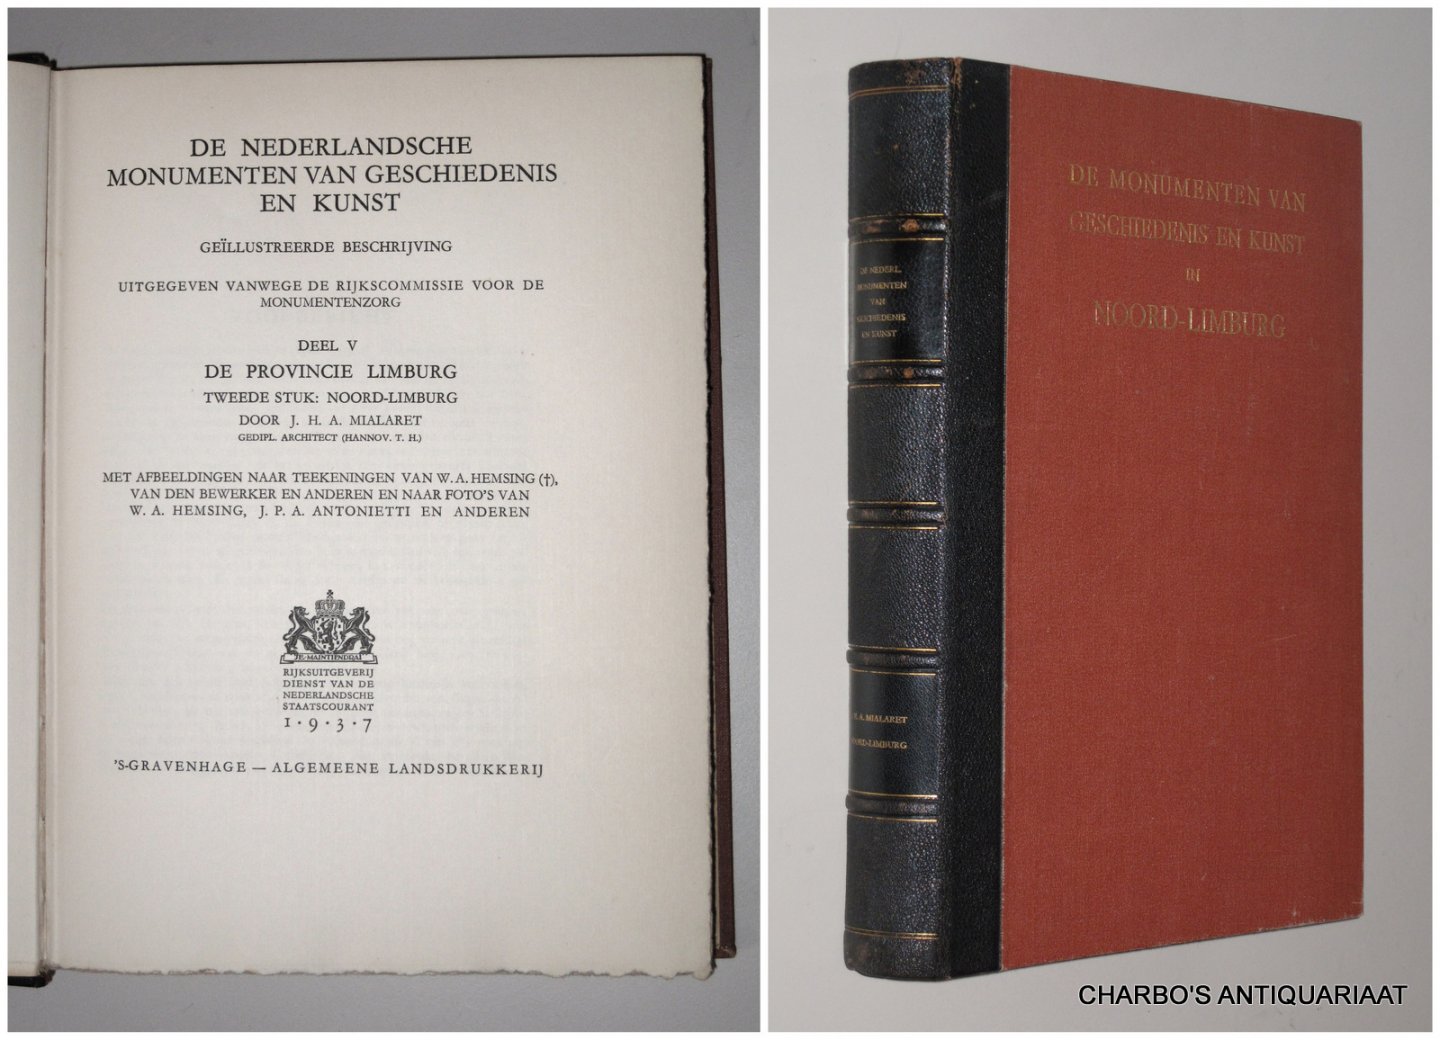 DE NEDERLANDSCHE
MONUMENTEN VAN GESCHIEDENIS
EN KUNST
GEÏLLUSTREERDE BESCHRIJVING
UITGEGEVEN VANWEGE DE RIJKSCOMMISSIE VOOR DE
MONUMENTENZORG
DEEL V
DE PROVINCIE LIMBURG
TWEEDE STUK: NOORD-LIMBURG
DOOR J. H. A. MIALARET
GEDIPL. ARCHITECT (HANNOV. T. H.)
MET AFBEELDINGEN NAAR TEEKENINGEN VAN W. A. HEMSING (†),
VAN DEN BEWERKER EN ANDEREN EN NAAR FOTO'S VAN
W. A. HEMSING, J. P. A. ANTONIETTI EN ANDEREN
JE·MAINTIENDRAI
RIJKSUITGEVERIJ
DIENST VAN DE
NEDERLANDSCHE
STAATSCOURANT
1·9·3·7
'S-GRAVENHAGE — ALGEMEENE LANDSDRUKKERIJ
DE NEDERL.
MONUMENTEN
VAN
GESCHIEDENIS
EN KUNST
H. A. MIALARET
NOORD-LIMBURG
DE MONUMENTEN VAN
GESCHIEDENIS EN KUNST
IN
NOORD-LIMBURG
CHARBO'S ANTIQUARIAAT